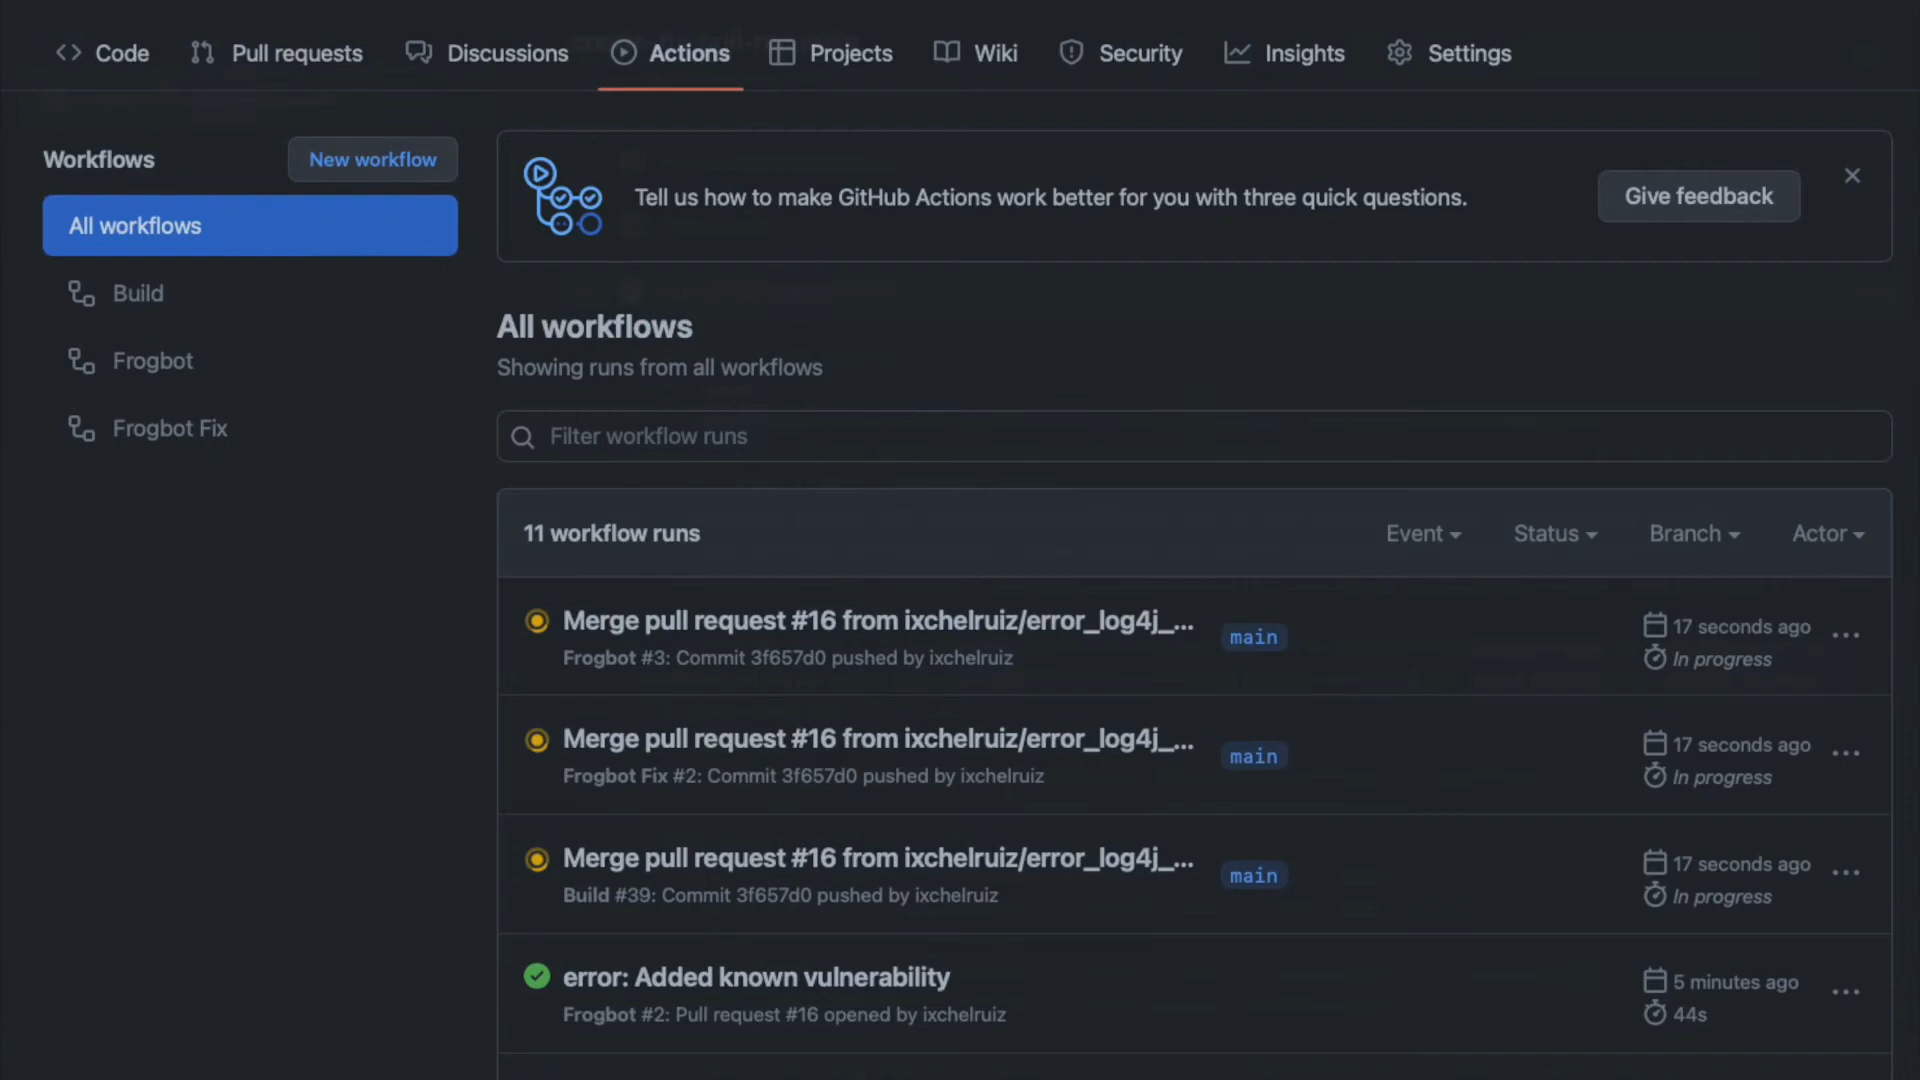 Code
Pull requests
Discussions
Actions
Projects
Wiki
Security
Insights
Settings
Workflows
New workflow
All workflows
Build
Frogbot
Frogbot Fix
Tell us how to make GitHub Actions work better for you with three quick questions.
Give feedback
All workflows
Showing runs from all workflows
Filter workflow runs
11 workflow runs
Event
Status
Branch
Actor
Merge pull request #16 from ixchelruiz/error_log4j_...
main
17 seconds ago
Frogbot #3: Commit 3f657d0 pushed by ixchelruiz
In progress
Merge pull request #16 from ixchelruiz/error_log4j_...
main
17 seconds ago
Frogbot Fix #2: Commit 3f657d0 pushed by ixchelruiz
In progress
Merge pull request #16 from ixchelruiz/error_log4j_...
main
17 seconds ago
Build #39: Commit 3f657d0 pushed by ixchelruiz
In progress
error: Added known vulnerability
5 minutes ago
Frogbot #2: Pull request #16 opened by ixchelruiz
44s